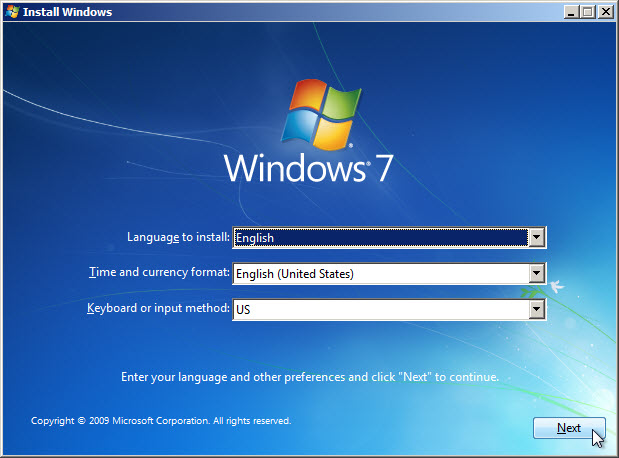 Install Windows
Windows® 7
Language to install: English
Time and currency format: English (United States)
Keyboard or input method: US
Enter your language and other preferences and click "Next" to continue.
Copyright © 2009 Microsoft Corporation. All rights reserved.
Next